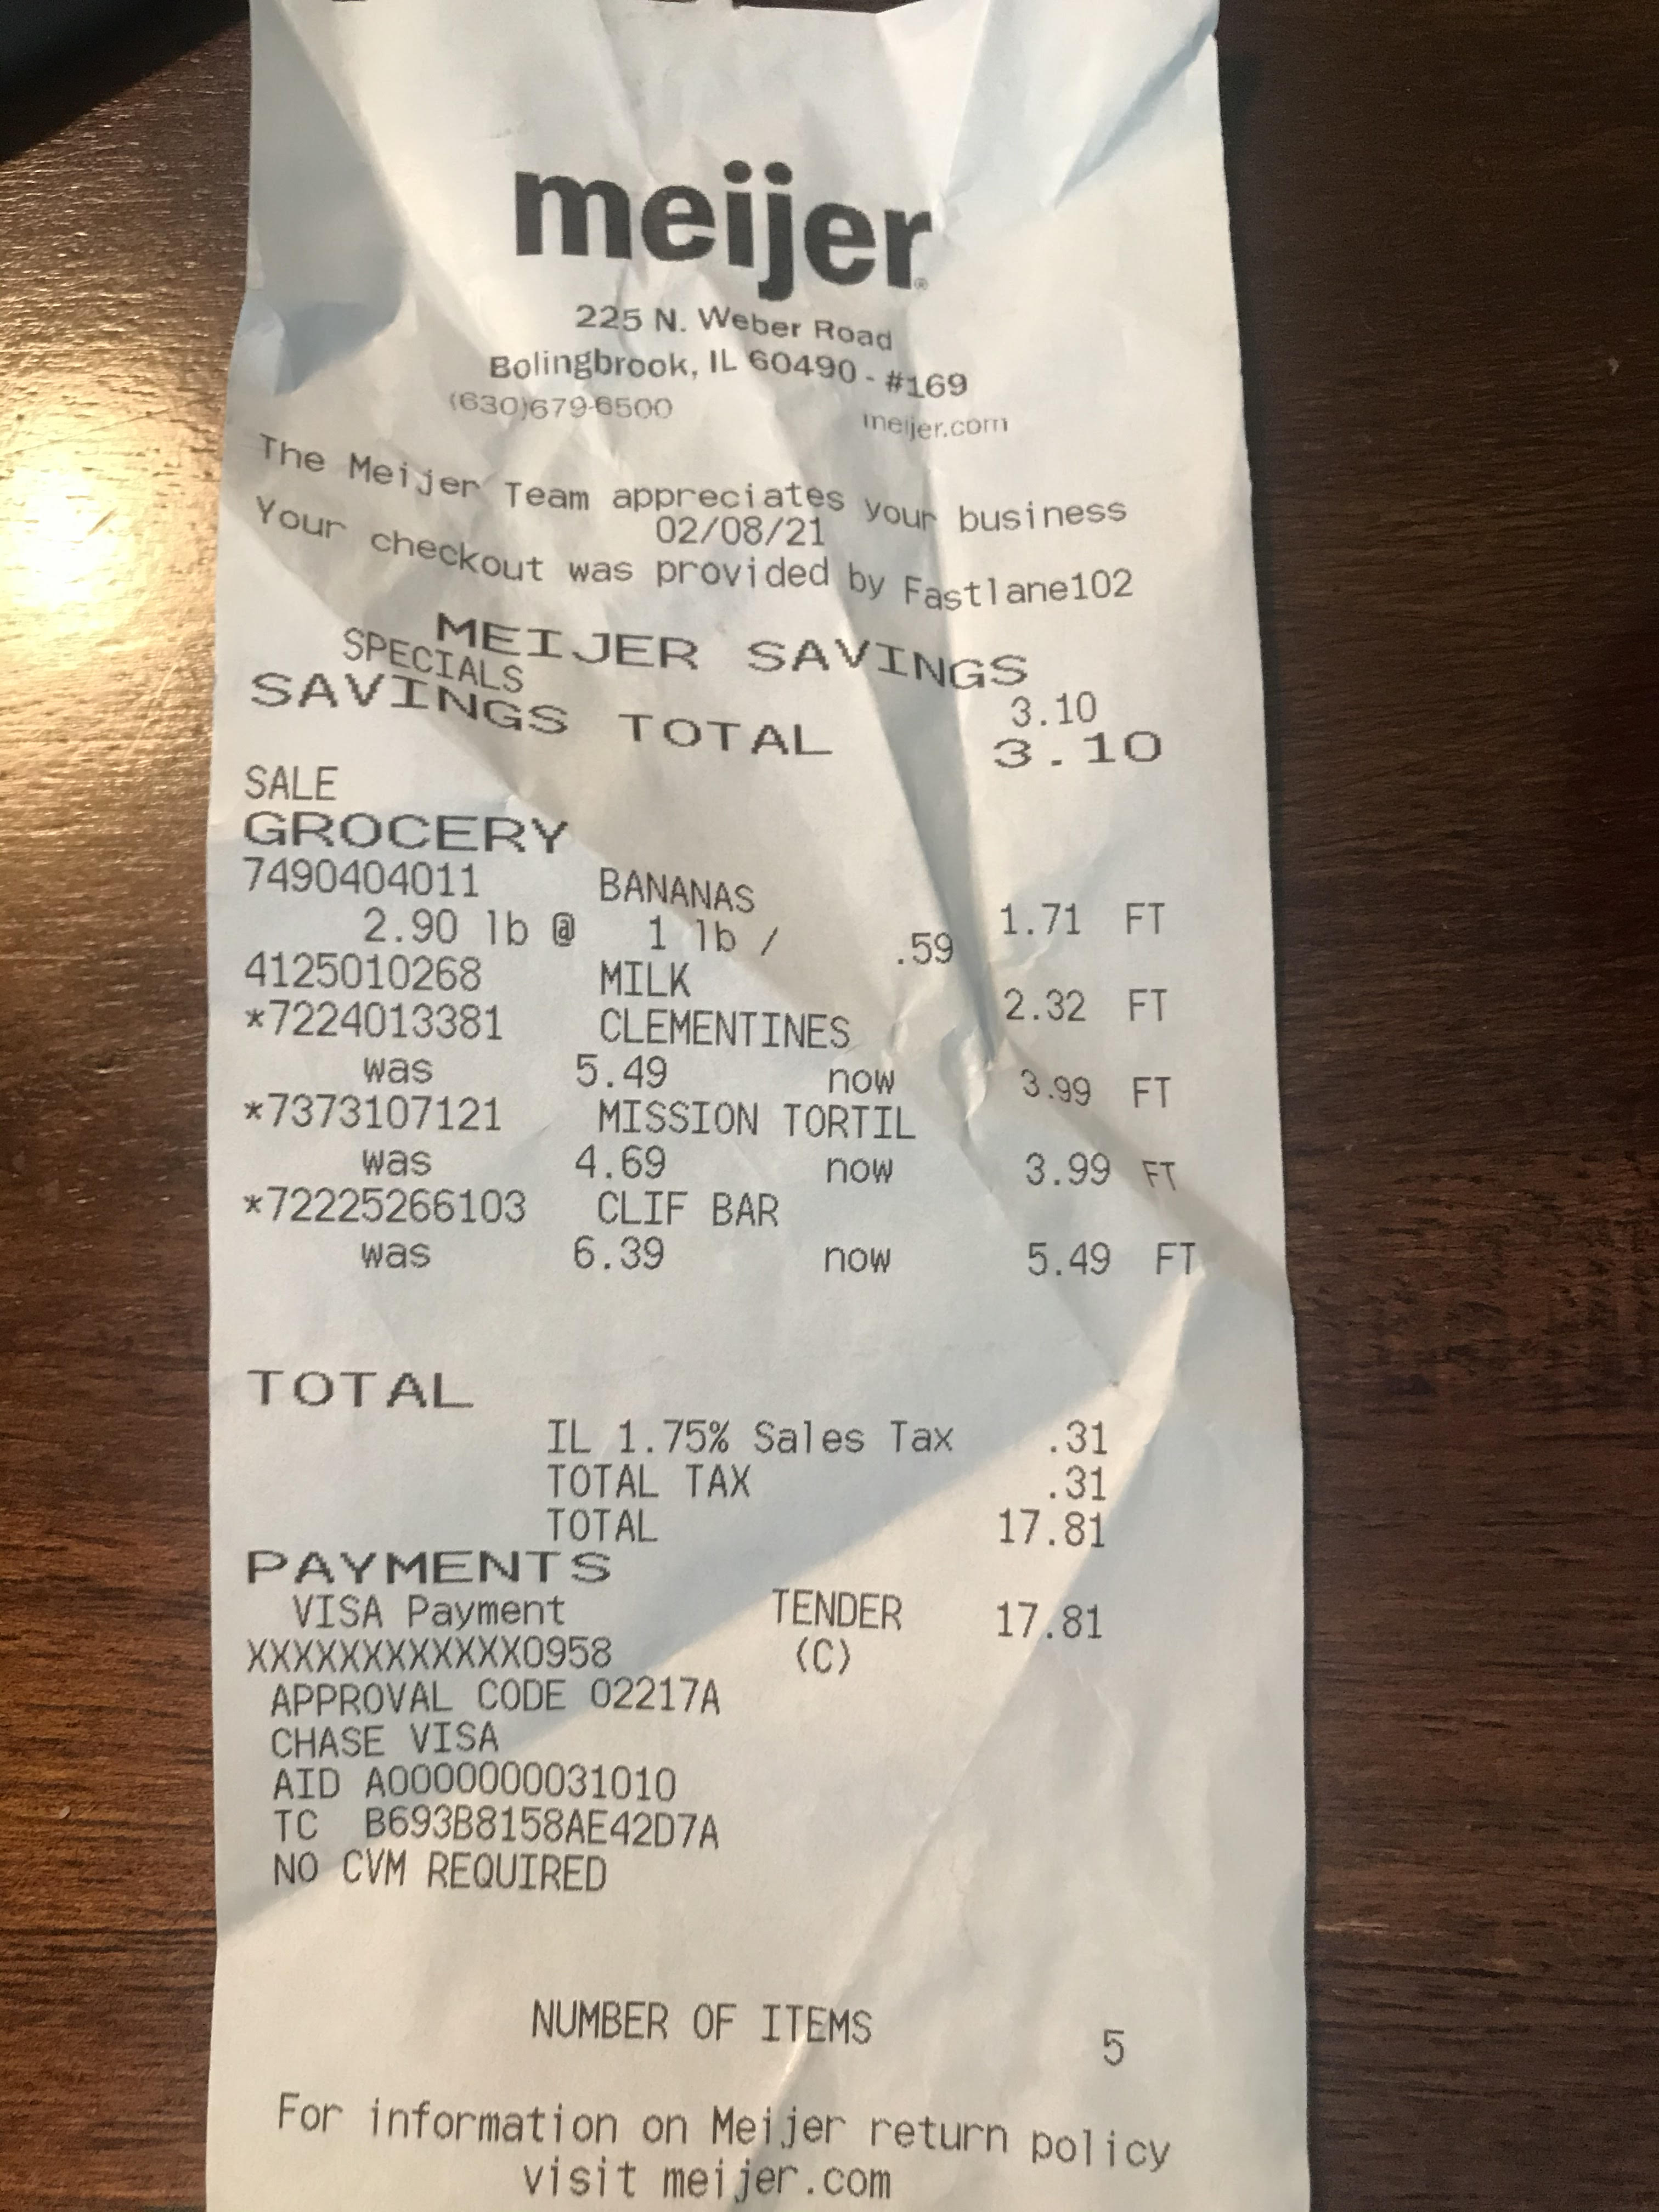 meijer®
225 N. Weber Road
Bolingbrook, IL 60490 - #169
(630)679-6500 meijer.com
The Meijer Team appreciates your business
02/08/21
Your checkout was provided by Fastlane102
MEIJER SAVINGS
SPECIALS 3.10
SAVINGS TOTAL 3.10
SALE
GROCERY
7490404011 BANANAS 1.71 FT
2.90 lb @ 1 lb / .59
4125010268 MILK 2.32 FT
*7224013381 CLEMENTINES
was 5.49 now 3.99 FT
*7373107121 MISSION TORTIL
was 4.69 now 3.99 FT
*72225266103 CLIF BAR
was 6.39 now 5.49 FT
TOTAL
IL 1.75% Sales Tax .31
TOTAL TAX .31
TOTAL 17.81
PAYMENTS
VISA Payment TENDER 17.81
XXXXXXXXXXXX0958 (C)
APPROVAL CODE 02217A
CHASE VISA
AID A0000000031010
TC B693B8158AE42D7A
NO CVM REQUIRED
NUMBER OF ITEMS 5
For information on Meijer return policy
visit meijer.com